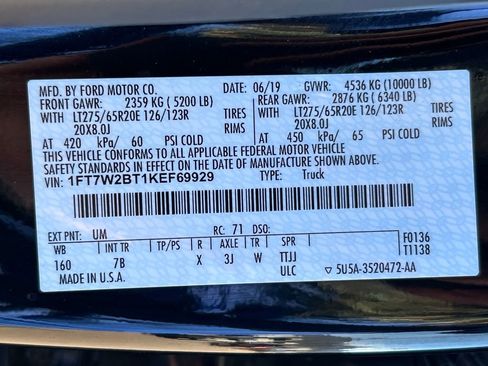 MFD. BY FORD MOTOR CO. DATE: 06/19 GVWR: 4536 KG (10000 LB)
FRONT GAWR: 2359 KG (5200 LB) REAR GAWR: 2876 KG (6340 LB)
WITH LT275/65R20E 126/123R TIRES WITH LT275/65R20E 126/123R TIRES
20X8.0J RIMS 20X8.0J RIMS
AT 420 kPa/ 60 PSI COLD AT 450 kPa/ 65 PSI COLD
THIS VEHICLE CONFORMS TO ALL APPLICABLE FEDERAL MOTOR VEHICLE
SAFETY STANDARDS IN EFFECT ON THE DATE OF MANUFACTURE SHOWN ABOVE.
VIN: 1FT7W2BT1KEF69929 TYPE: Truck
EXT PNT: UM RC: 71 DSO: F0136
WB INT TR TP/PS R AXLE TR SPR T1138
160 7B X 3J W TTJJ
MADE IN U.S.A. ULC ▽ 5U5A-3520472-AA